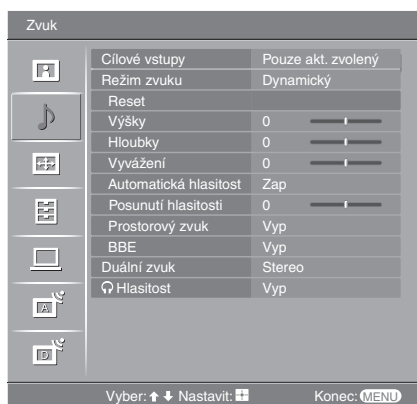 Zvuk
Cílové vstupy Pouze akt. zvolený
Režim zvuku Dynamický
Reset
Výšky 0
Hloubky 0
Vyvážení 0
Automatická hlasitost Zap
Posunutí hlasitosti 0
Prostorový zvuk Vyp
BBE Vyp
Duální zvuk Stereo
Hlasitost Vyp
A
D
Vyber: Nastavit: Konec: MENU